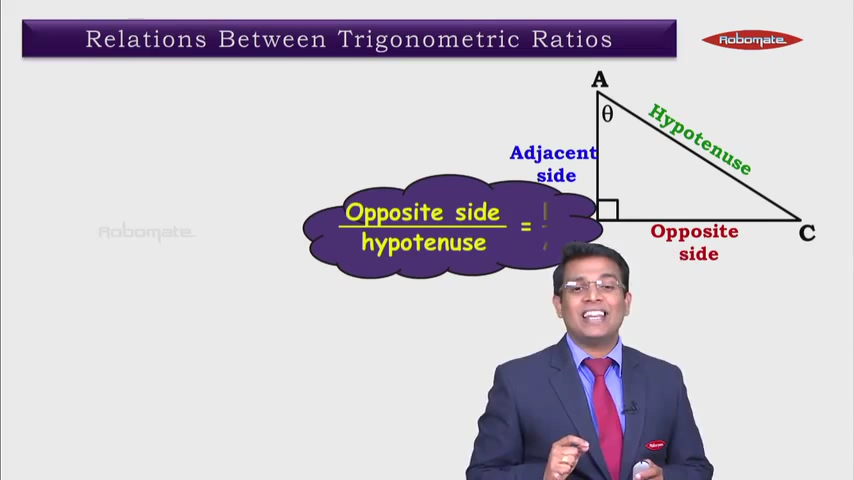 Relations Between Trigonometric Ratios
Robomate
A
θ
Hypotenuse
Adjacent
side
Opposite side
hypotenuse
=
Opposite
side
C
Robomate